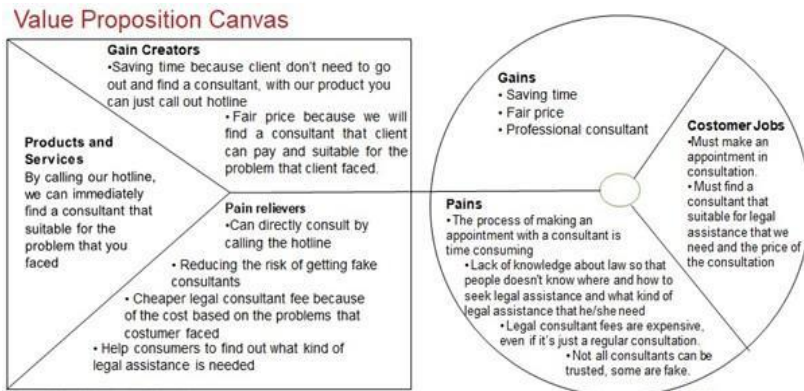 Value Proposition Canvas
Gain Creators
•Saving time because client don't need to go
out and find a consultant, with our product you
can just call out hotline
• Fair price because we will
find a consultant that client
can pay and suitable for the
problem that client faced.
Products and
Services
By calling our hotline,
we can immediately
find a consultant that
suitable for the
problem that you
faced
Pain relievers
•Can directly consult by
calling the hotline
• Reducing the risk of getting fake
consultants
• Cheaper legal consultant fee because
of the cost based on the problems that
costumer faced
• Help consumers to find out what kind of
legal assistance is needed
Gains
• Saving time
• Fair price
• Professional consultant
Costomer Jobs
•Must make an
appointment in
consultation.
• Must find a
consultant that
suitable for legal
assistance that we
need and the price of
the consultation
Pains
• The process of making an
appointment with a consultant is
time consuming
• Lack of knowledge about law so that
people doesn't know where and how to
seek legal assistance and what kind of
legal assistance that he/she need
• Legal consultant fees are expensive,
even if it's just a regular consultation.
• Not all consultants can be
trusted, some are fake.